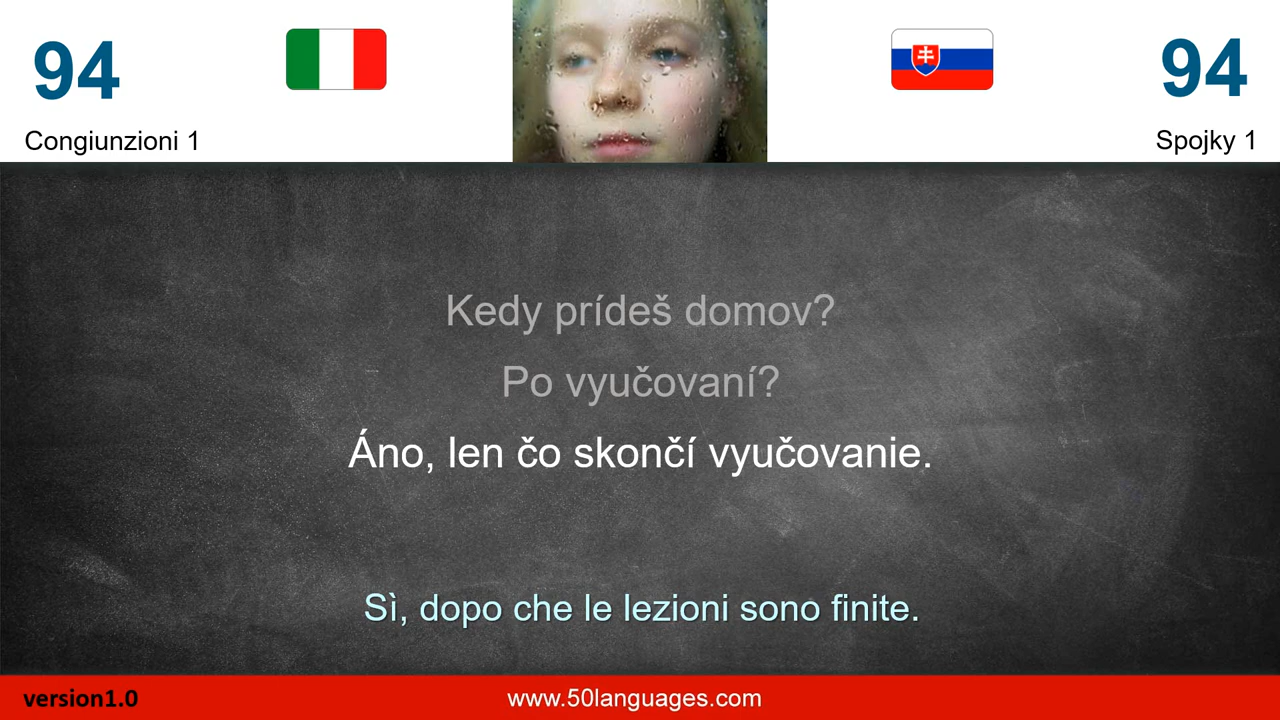 94
94
Congiunzioni 1
Spojky 1
Kedy prídeš domov?
Po vyučovaní?
Áno, len čo skončí vyučovanie.
Sì, dopo che le lezioni sono finite.
version1.0
www.50languages.com